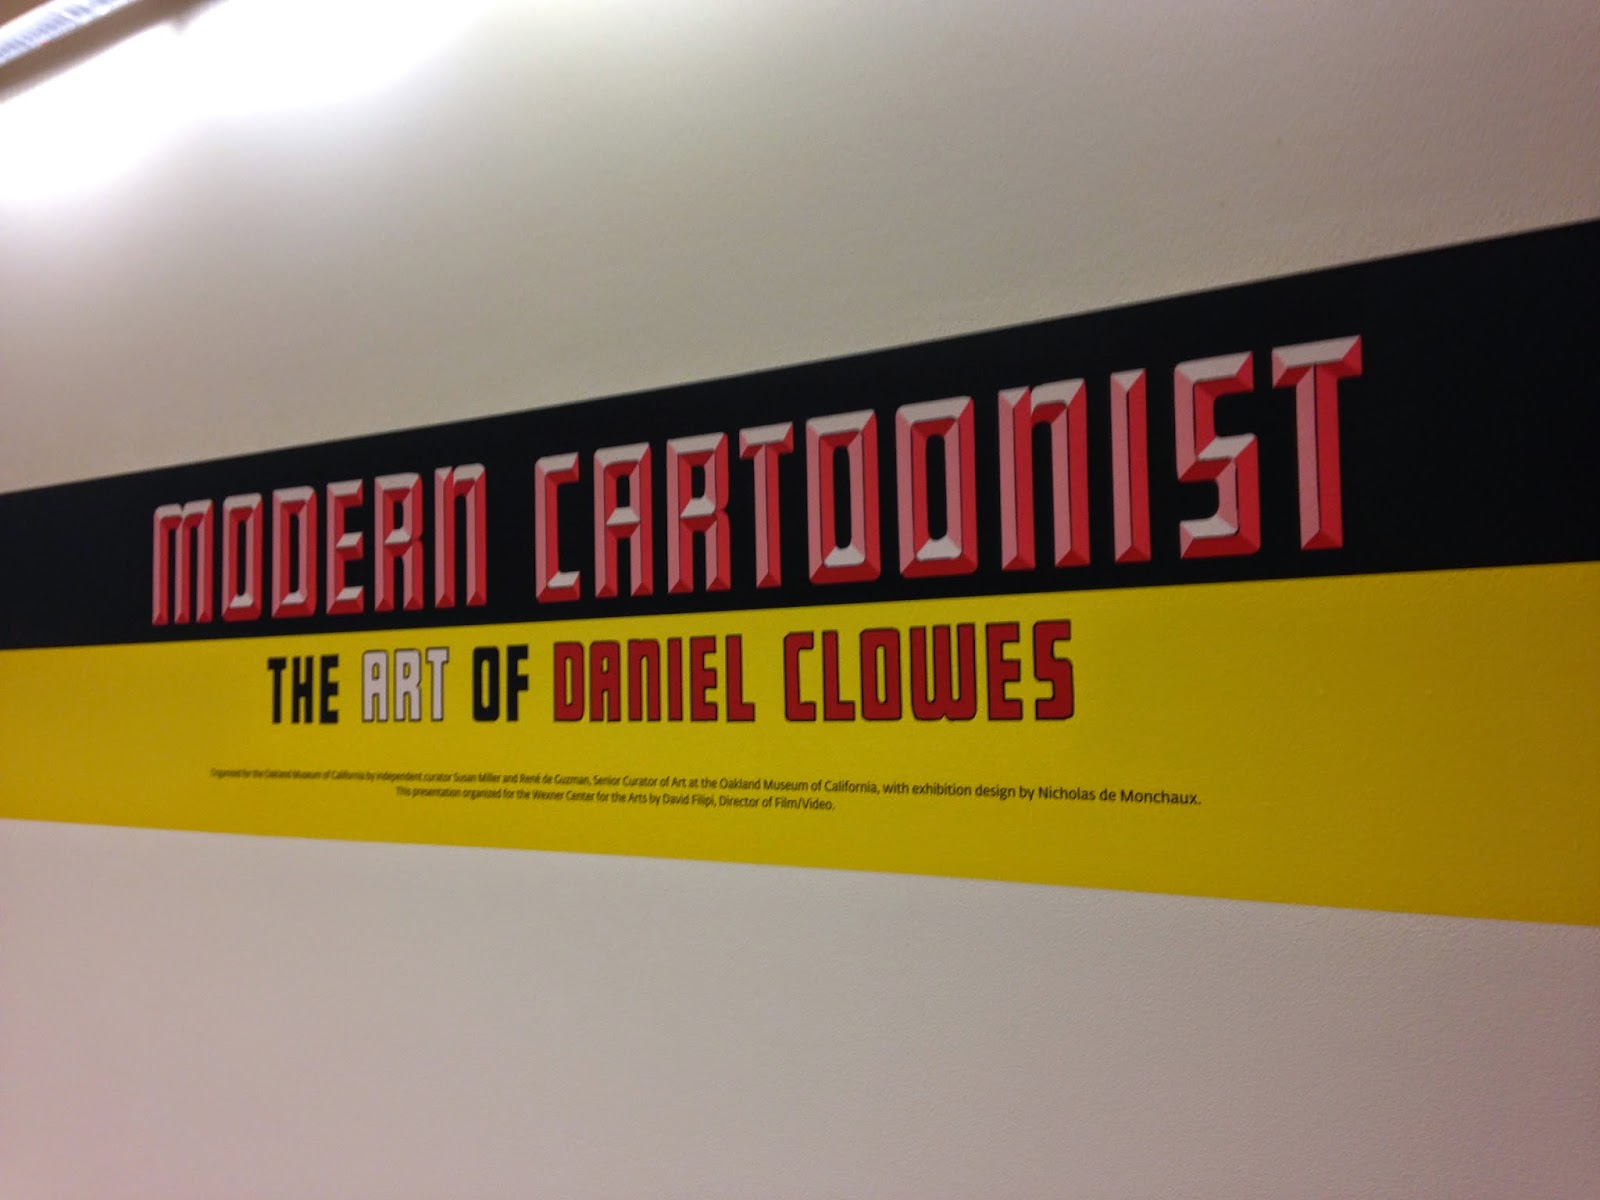 MODERN CARTOONIST
THE ART OF DANIEL CLOWES
Organized for the Oakland Museum of California by independent curator Susan Miller and René de Guzman, Senior Curator of Art at the Oakland Museum of California, with exhibition design by Nicholas de Monchaux.
This presentation organized for the Wexner Center for the Arts by David Filipi, Director of Film/Video.